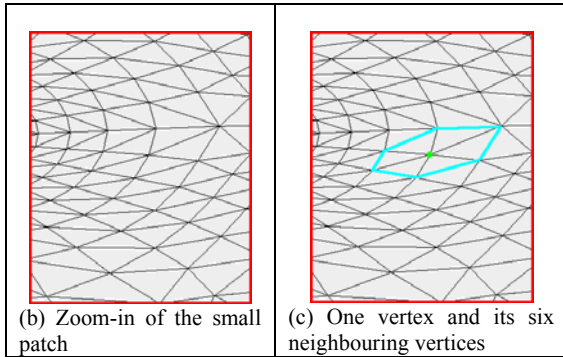 (b) Zoom-in of the small
patch
(c) One vertex and its six
neighbouring vertices